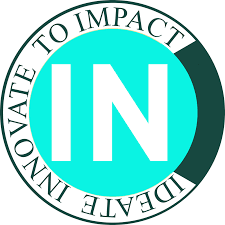 IDEATE INNOVATE TO IMPACT
IN